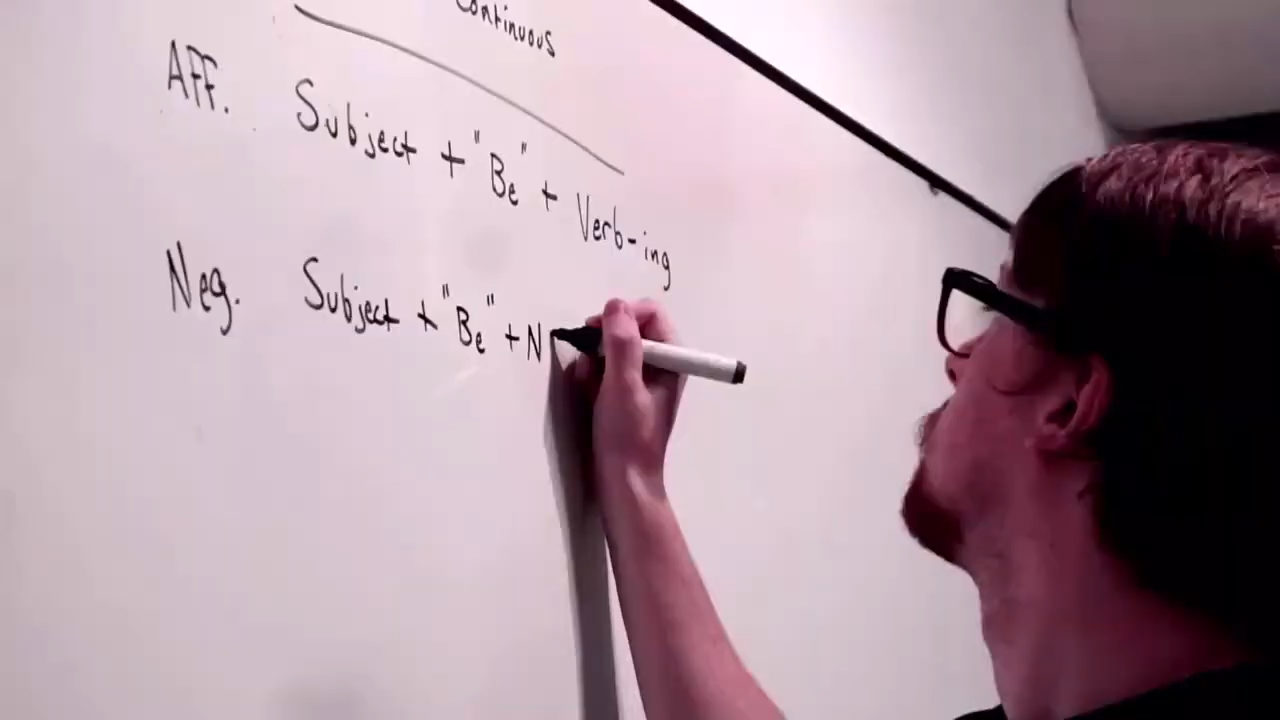 Continuous
AFF. Subject + "Be" + Verb-ing
Neg. Subject + "Be" + N